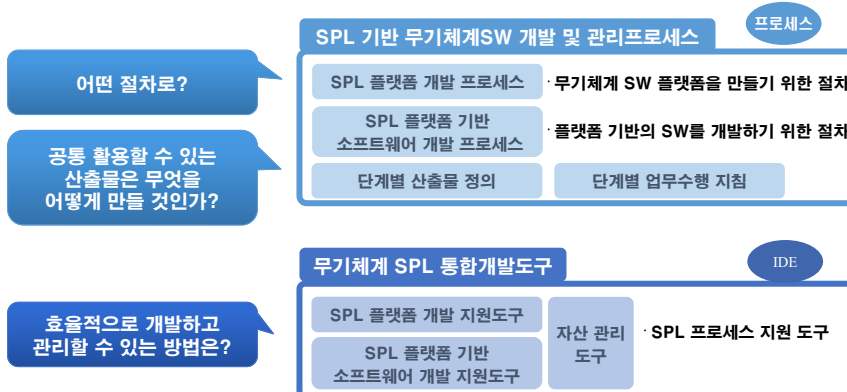 프로세스
SPL 기반 무기체계SW 개발 및 관리프로세스
어떤 절차로?
SPL 플랫폼 개발 프로세스
· 무기체계 SW 플랫폼을 만들기 위한 절차
SPL 플랫폼 기반
소프트웨어 개발 프로세스
· 플랫폼 기반의 SW를 개발하기 위한 절차
공통 활용할 수 있는
산출물은 무엇을
어떻게 만들 것인가?
단계별 산출물 정의
단계별 업무수행 지침
무기체계 SPL 통합개발도구
IDE
효율적으로 개발하고
관리할 수 있는 방법은?
SPL 플랫폼 개발 지원도구
SPL 플랫폼 기반
소프트웨어 개발 지원도구
자산 관리
도구
· SPL 프로세스 지원 도구